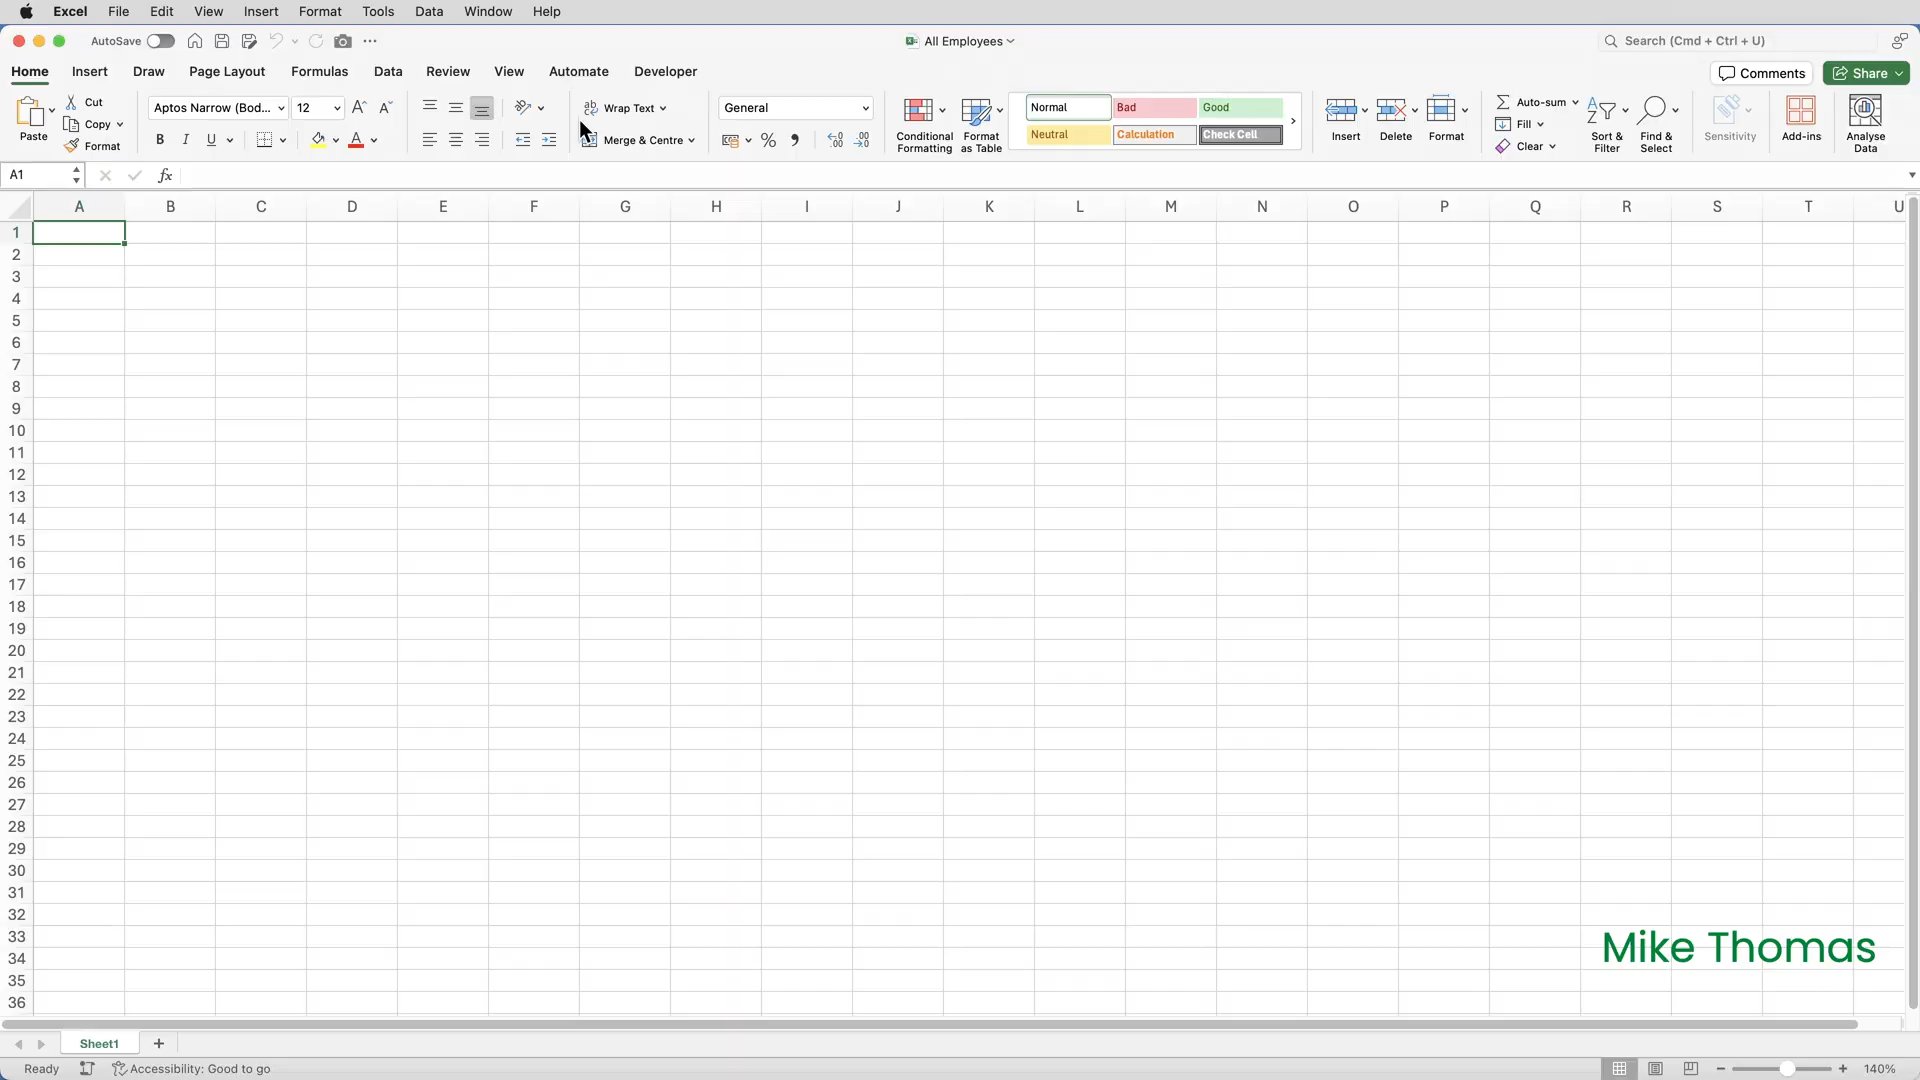 Excel File Edit View Insert Format Tools Data Window Help
AutoSave All Employees Search (Cmd + Ctrl + U)
Home Insert Draw Page Layout Formulas Data Review View Automate Developer Comments Share
Paste
Cut
Copy
Format
Aptos Narrow (Bod... 12
B I U A
Wrap Text
Merge & Centre
General
% 
Conditional
Formatting
Format
as Table
Normal Bad Good
Neutral Calculation Check Cell
Insert
Delete
Format
Auto-sum
Fill
Clear
Sort &
Filter
Find &
Select
Sensitivity
Add-ins
Analyse
Data
A1 fx
A B C D E F G H I J K L M N O P Q R S T U
1
2
3
4
5
6
7
8
9
10
11
12
13
14
15
16
17
18
19
20
21
22
23
24
25
26
27
28
29
30
31
32
33
34
35
36
Mike Thomas
Sheet1 +
Ready Accessibility: Good to go 140%